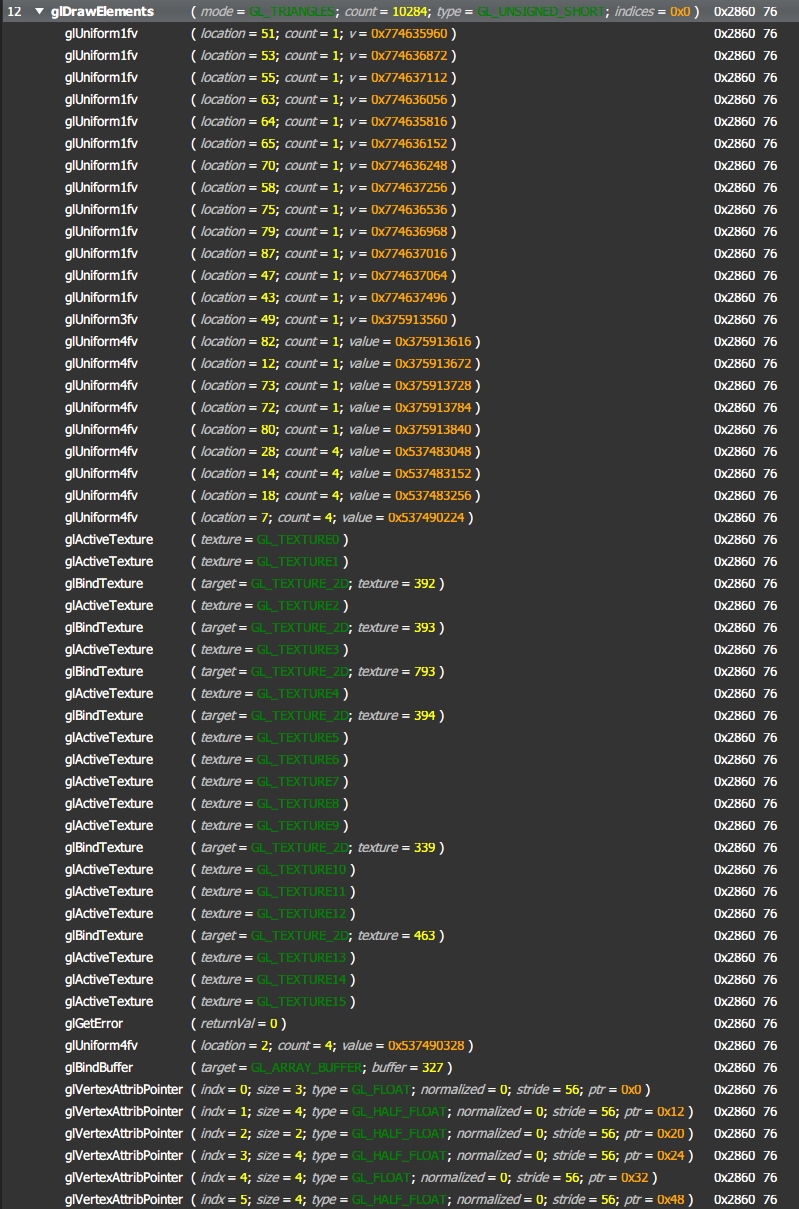 12 ▼ glDrawElements ( mode = GL_TRIANGLES; count = 10284; type = GL_UNSIGNED_SHORT; indices = 0x0 ) 0x2860 76
glUniform1fv ( location = 51; count = 1; v = 0x774635960 ) 0x2860 76
glUniform1fv ( location = 53; count = 1; v = 0x774636872 ) 0x2860 76
glUniform1fv ( location = 55; count = 1; v = 0x774637112 ) 0x2860 76
glUniform1fv ( location = 63; count = 1; v = 0x774636056 ) 0x2860 76
glUniform1fv ( location = 64; count = 1; v = 0x774635816 ) 0x2860 76
glUniform1fv ( location = 65; count = 1; v = 0x774636152 ) 0x2860 76
glUniform1fv ( location = 70; count = 1; v = 0x774636248 ) 0x2860 76
glUniform1fv ( location = 58; count = 1; v = 0x774637256 ) 0x2860 76
glUniform1fv ( location = 75; count = 1; v = 0x774636536 ) 0x2860 76
glUniform1fv ( location = 79; count = 1; v = 0x774636968 ) 0x2860 76
glUniform1fv ( location = 87; count = 1; v = 0x774637016 ) 0x2860 76
glUniform1fv ( location = 47; count = 1; v = 0x774637064 ) 0x2860 76
glUniform1fv ( location = 43; count = 1; v = 0x774637496 ) 0x2860 76
glUniform3fv ( location = 49; count = 1; v = 0x375913560 ) 0x2860 76
glUniform4fv ( location = 82; count = 1; value = 0x375913616 ) 0x2860 76
glUniform4fv ( location = 12; count = 1; value = 0x375913672 ) 0x2860 76
glUniform4fv ( location = 73; count = 1; value = 0x375913728 ) 0x2860 76
glUniform4fv ( location = 72; count = 1; value = 0x375913784 ) 0x2860 76
glUniform4fv ( location = 80; count = 1; value = 0x375913840 ) 0x2860 76
glUniform4fv ( location = 28; count = 4; value = 0x537483048 ) 0x2860 76
glUniform4fv ( location = 14; count = 4; value = 0x537483152 ) 0x2860 76
glUniform4fv ( location = 18; count = 4; value = 0x537483256 ) 0x2860 76
glUniform4fv ( location = 7; count = 4; value = 0x537490224 ) 0x2860 76
glActiveTexture ( texture = GL_TEXTURE0 ) 0x2860 76
glActiveTexture ( texture = GL_TEXTURE1 ) 0x2860 76
glBindTexture ( target = GL_TEXTURE_2D; texture = 392 ) 0x2860 76
glActiveTexture ( texture = GL_TEXTURE2 ) 0x2860 76
glBindTexture ( target = GL_TEXTURE_2D; texture = 393 ) 0x2860 76
glActiveTexture ( texture = GL_TEXTURE3 ) 0x2860 76
glBindTexture ( target = GL_TEXTURE_2D; texture = 793 ) 0x2860 76
glActiveTexture ( texture = GL_TEXTURE4 ) 0x2860 76
glBindTexture ( target = GL_TEXTURE_2D; texture = 394 ) 0x2860 76
glActiveTexture ( texture = GL_TEXTURE5 ) 0x2860 76
glActiveTexture ( texture = GL_TEXTURE6 ) 0x2860 76
glActiveTexture ( texture = GL_TEXTURE7 ) 0x2860 76
glActiveTexture ( texture = GL_TEXTURE8 ) 0x2860 76
glActiveTexture ( texture = GL_TEXTURE9 ) 0x2860 76
glBindTexture ( target = GL_TEXTURE_2D; texture = 339 ) 0x2860 76
glActiveTexture ( texture = GL_TEXTURE10 ) 0x2860 76
glActiveTexture ( texture = GL_TEXTURE11 ) 0x2860 76
glActiveTexture ( texture = GL_TEXTURE12 ) 0x2860 76
glBindTexture ( target = GL_TEXTURE_2D; texture = 463 ) 0x2860 76
glActiveTexture ( texture = GL_TEXTURE13 ) 0x2860 76
glActiveTexture ( texture = GL_TEXTURE14 ) 0x2860 76
glActiveTexture ( texture = GL_TEXTURE15 ) 0x2860 76
glGetError ( returnVal = 0 ) 0x2860 76
glUniform4fv ( location = 2; count = 4; value = 0x537490328 ) 0x2860 76
glBindBuffer ( target = GL_ARRAY_BUFFER; buffer = 327 ) 0x2860 76
glVertexAttribPointer ( indx = 0; size = 3; type = GL_FLOAT; normalized = 0; stride = 56; ptr = 0x0 ) 0x2860 76
glVertexAttribPointer ( indx = 1; size = 4; type = GL_HALF_FLOAT; normalized = 0; stride = 56; ptr = 0x12 ) 0x2860 76
glVertexAttribPointer ( indx = 2; size = 2; type = GL_HALF_FLOAT; normalized = 0; stride = 56; ptr = 0x20 ) 0x2860 76
glVertexAttribPointer ( indx = 3; size = 4; type = GL_HALF_FLOAT; normalized = 0; stride = 56; ptr = 0x24 ) 0x2860 76
glVertexAttribPointer ( indx = 4; size = 4; type = GL_FLOAT; normalized = 0; stride = 56; ptr = 0x32 ) 0x2860 76
glVertexAttribPointer ( indx = 5; size = 4; type = GL_HALF_FLOAT; normalized = 0; stride = 56; ptr = 0x48 ) 0x2860 76